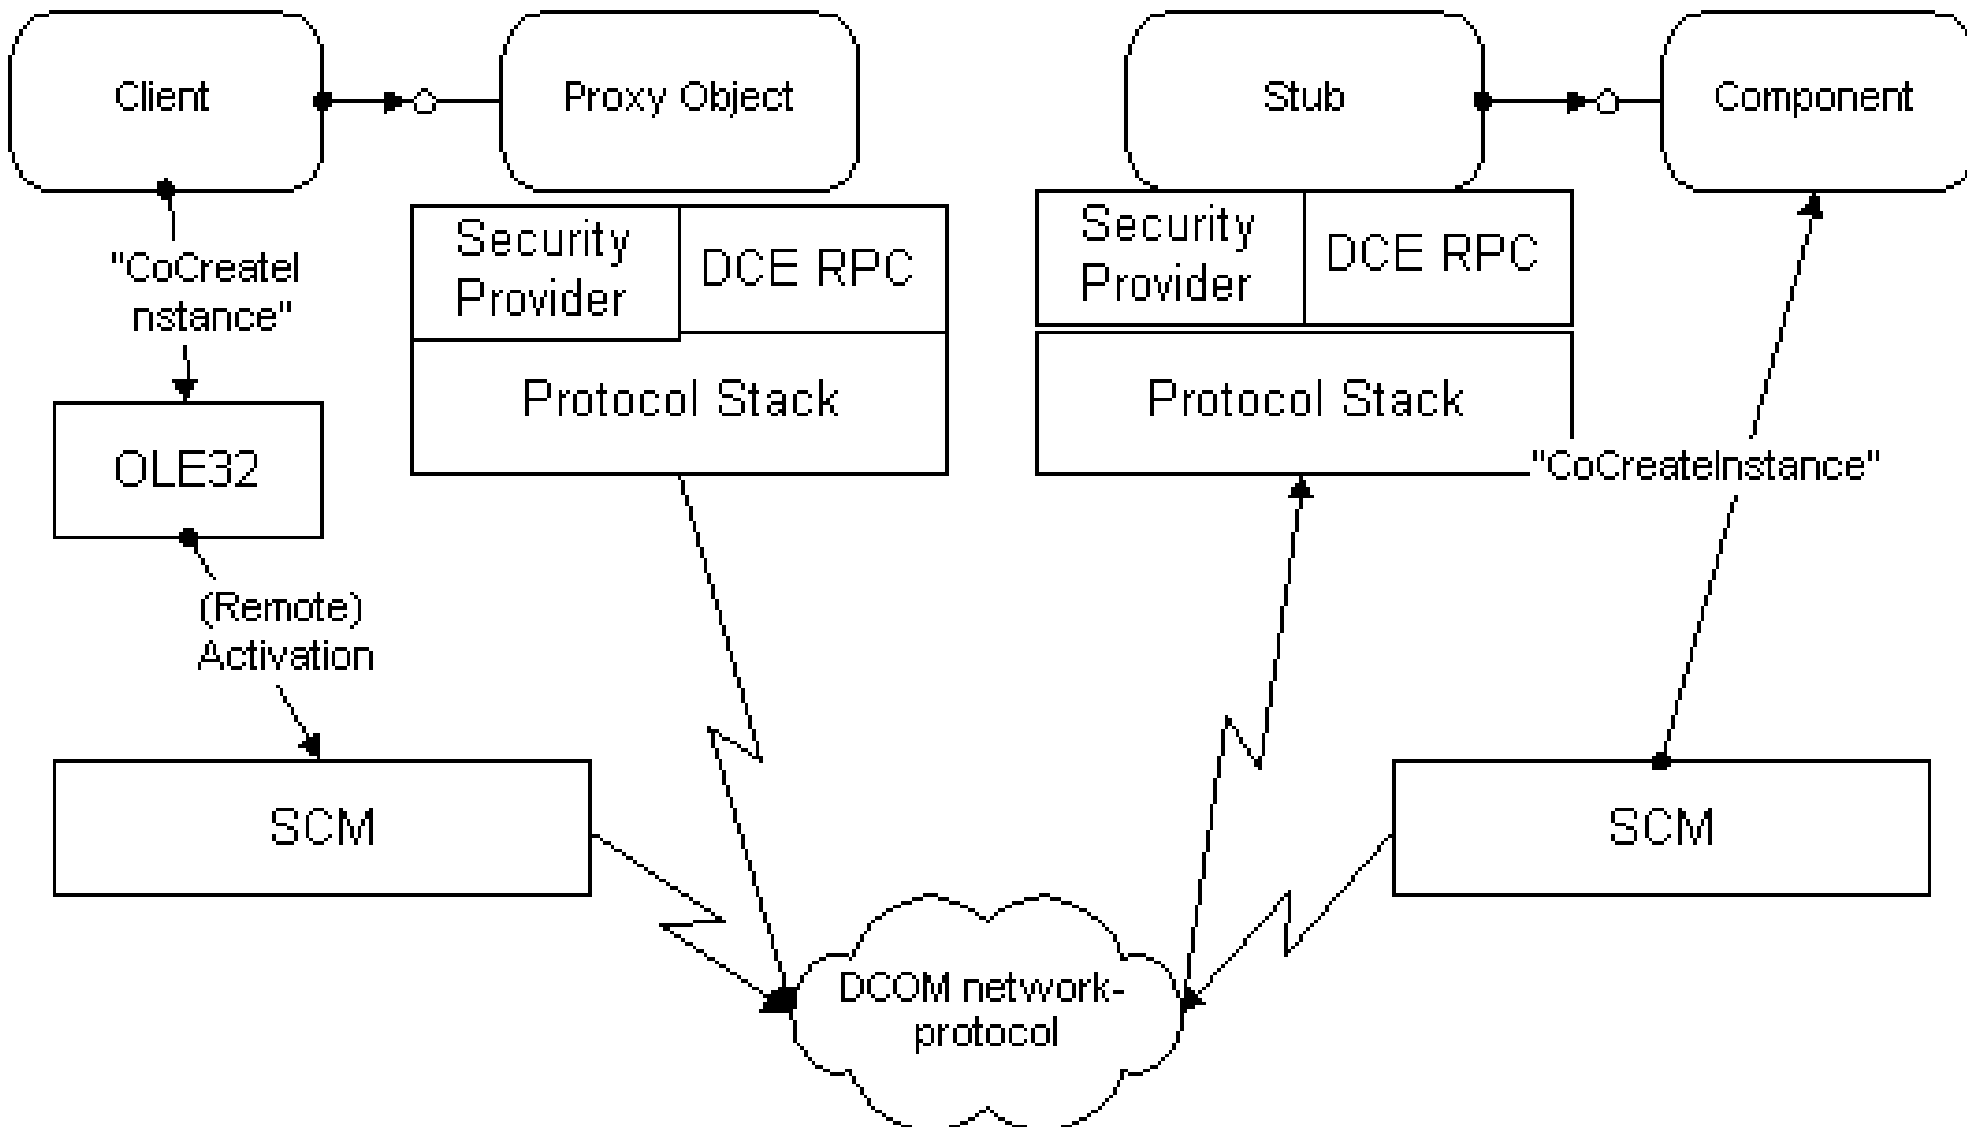 Client
Proxy Object
Stub
Component
Security
Provider
DCE RPC
Security
Provider
DCE RPC
"CoCreateI
nstance"
Protocol Stack
Protocol Stack
OLE32
"CoCreateInstance"
(Remote)
Activation
SCM
SCM
DCOM network-
protocol